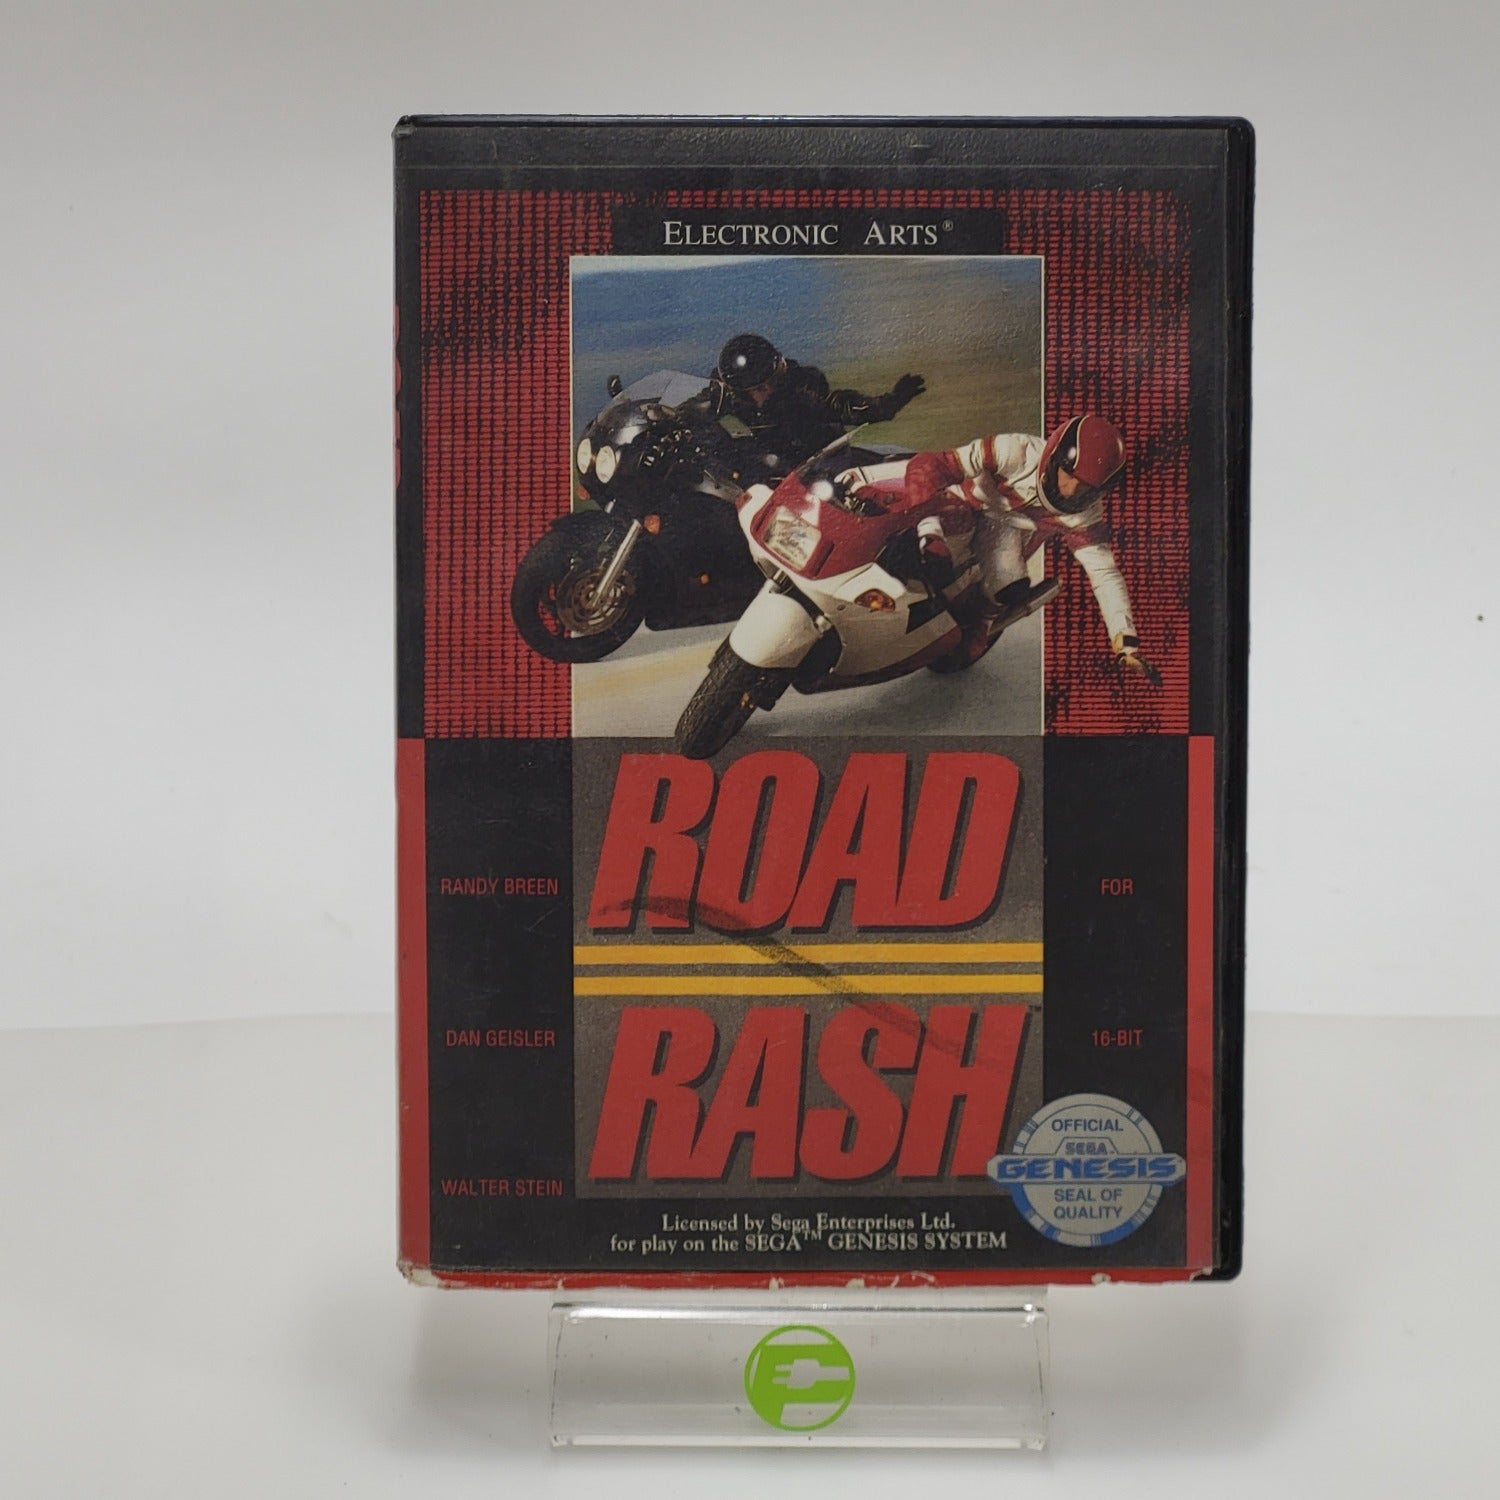 ELECTRONIC ARTS®
ROAD
RASH™
RANDY BREEN
DAN GEISLER
WALTER STEIN
FOR
16-BIT
OFFICIAL
SEGA
GENESIS
SEAL OF
QUALITY
Licensed by Sega Enterprises Ltd.
for play on the SEGA™ GENESIS SYSTEM